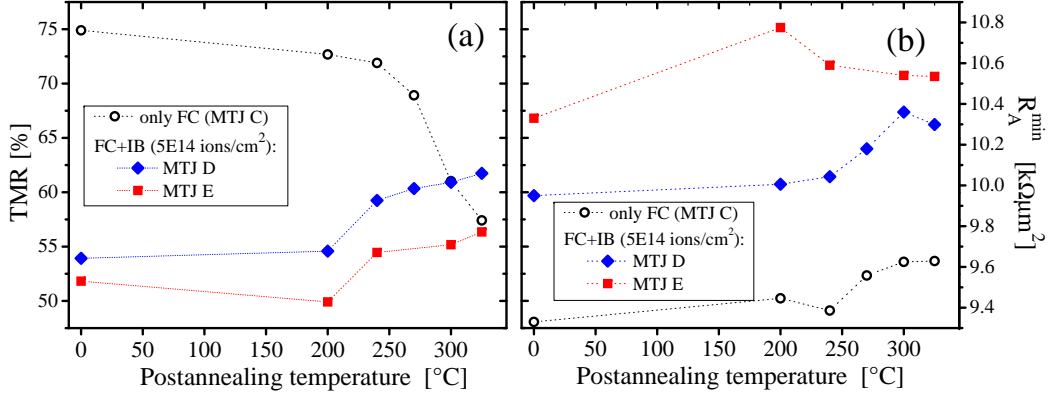 (a)
TMR [%]
75
70
65
60
55
50
only FC (MTJ C)
FC+IB (5E14 ions/cm²):
MTJ D
MTJ E
0 50 100 150 200 250 300
Postannealing temperature [°C]
(b)
only FC (MTJ C)
FC+IB (5E14 ions/cm²):
MTJ D
MTJ E
0 50 100 150 200 250 300
Postannealing temperature [°C]
10.8
10.6
10.4
10.2
10.0
9.8
9.6
9.4
R_A^min [kΩμm²]